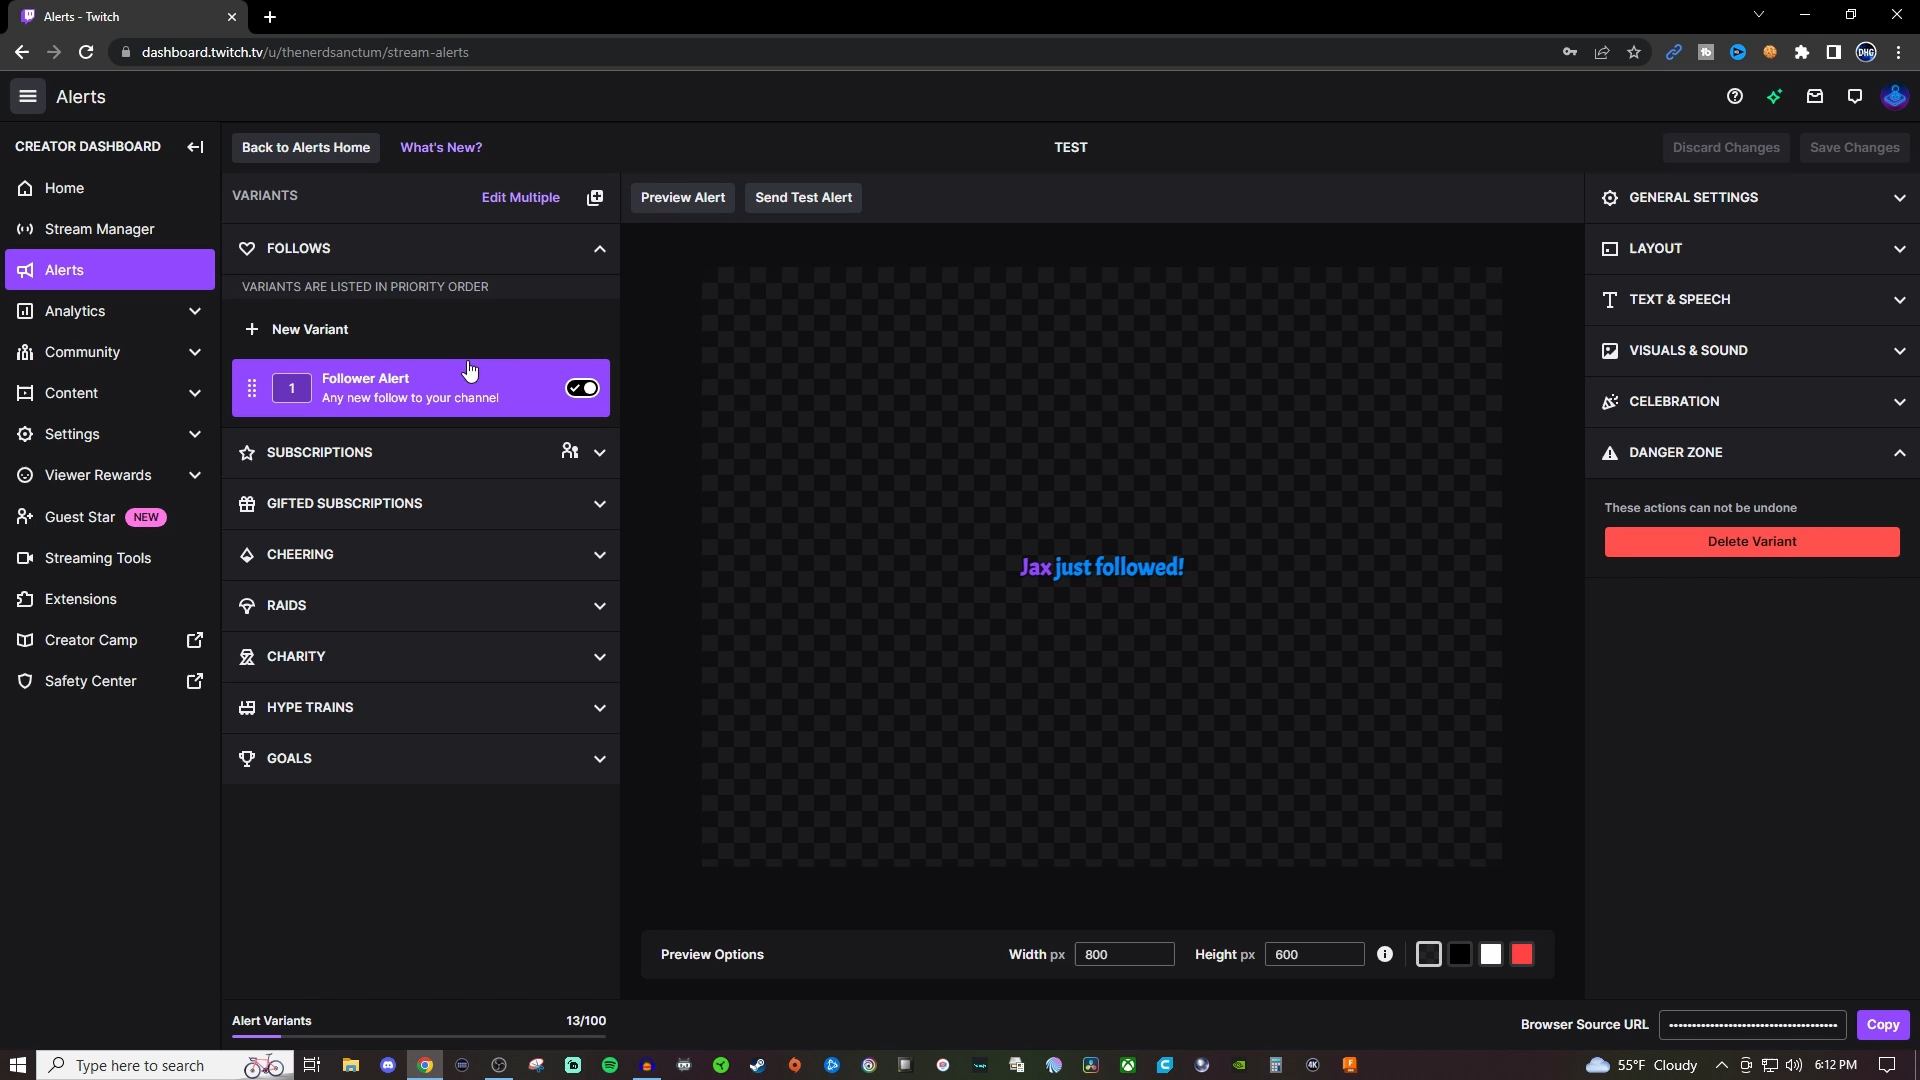 Alerts - Twitch
dashboard.twitch.tv/u/thenerdsanctum/stream-alerts
DHG
Alerts
CREATOR DASHBOARD
Home
Stream Manager
Alerts
Analytics
Community
Content
Settings
Viewer Rewards
Guest Star NEW
Streaming Tools
Extensions
Creator Camp
Safety Center
Back to Alerts Home
What's New?
TEST
Discard Changes
Save Changes
VARIANTS
Edit Multiple
Preview Alert
Send Test Alert
FOLLOWS
VARIANTS ARE LISTED IN PRIORITY ORDER
New Variant
1
Follower Alert
Any new follow to your channel
SUBSCRIPTIONS
GIFTED SUBSCRIPTIONS
CHEERING
RAIDS
CHARITY
HYPE TRAINS
GOALS
Jax just followed!
GENERAL SETTINGS
LAYOUT
TEXT & SPEECH
VISUALS & SOUND
CELEBRATION
DANGER ZONE
These actions can not be undone
Delete Variant
Preview Options
Width px 800
Height px 600
Alert Variants 13/100
Browser Source URL
Copy
Type here to search
4K
55°F Cloudy
6:12 PM